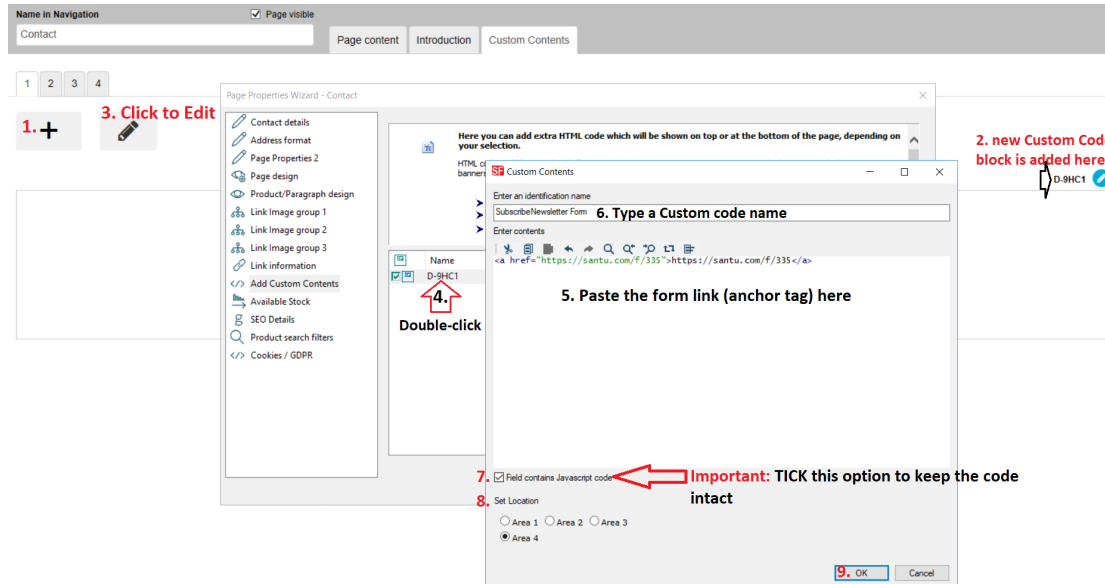 Name in Navigation
Page visible
Contact
Page content
Introduction
Custom Contents
1 2 3 4
1.
3. Click to Edit
2. new Custom Cod
block is added here
D-9HC1
Page Properties Wizard - Contact
Contact details
Address format
Page Properties 2
Page design
Product/Paragraph design
Link Image group 1
Link Image group 2
Link Image group 3
Link information
Add Custom Contents
Available Stock
SEO Details
Product search filters
Cookies / GDPR
Here you can add extra HTML code which will be shown on top or at the bottom of the page, depending on
your selection.
HTML co
banners
Name
D-9HC1
4.
Double-click
SF Custom Contents
Enter an identification name
SubscribeNewsletter Form
6. Type a Custom code name
Enter contents
<a href="https://santu.com/f/335">https://santu.com/f/335</a>
5. Paste the form link (anchor tag) here
7. Field contains Javascript code
Important: TICK this option to keep the code
intact
8. Set Location
Area 1 Area 2 Area 3
Area 4
9. OK
Cancel